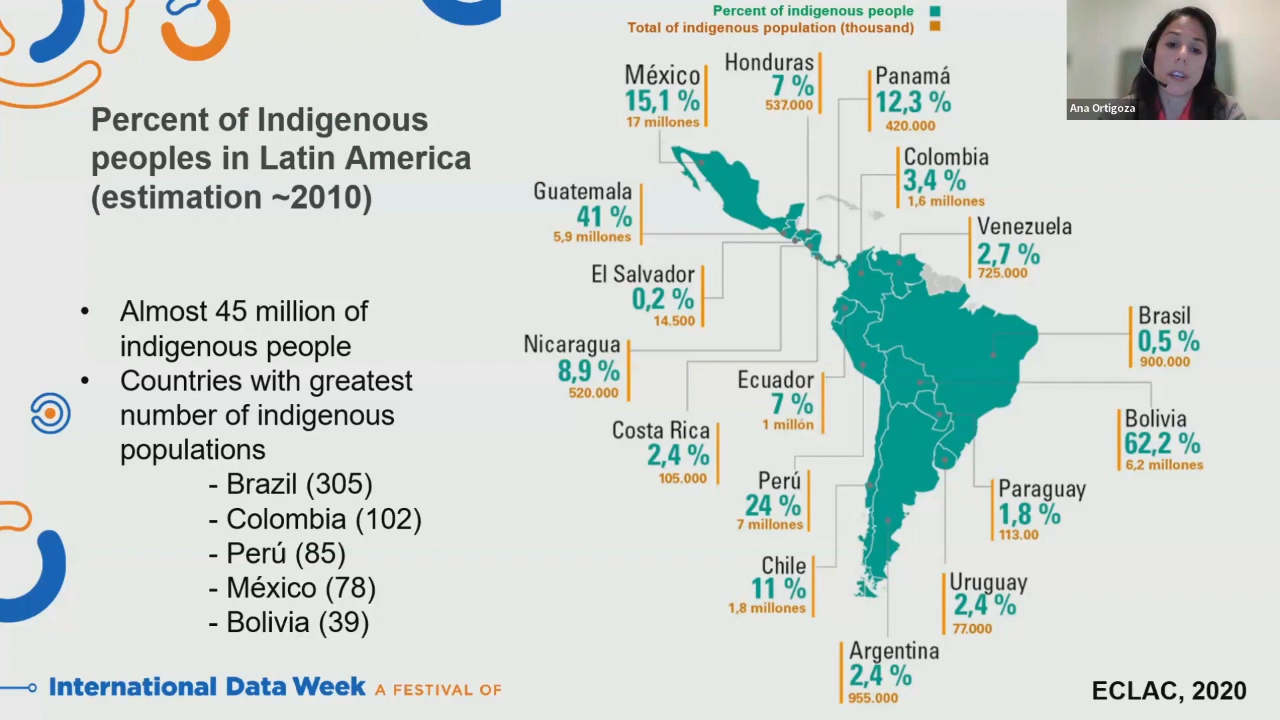 Percent of indigenous people
Total of indigenous population (thousand)
Ana Ortigoza
Percent of Indigenous
peoples in Latin America
(estimation ~2010)
• Almost 45 million of
indigenous people
• Countries with greatest
number of indigenous
populations
- Brazil (305)
- Colombia (102)
- Perú (85)
- México (78)
- Bolivia (39)
México
15,1 %
17 millones
Honduras
7 %
537.000
Panamá
12,3 %
420.000
Colombia
3,4 %
1,6 millones
Guatemala
41 %
5,9 millones
Venezuela
2,7 %
725.000
El Salvador
0,2 %
14.500
Brasil
0,5 %
900.000
Nicaragua
8,9 %
520.000
Ecuador
7 %
1 millón
Bolivia
62,2 %
6,2 millones
Costa Rica
2,4 %
105.000
Perú
24 %
7 millones
Paraguay
1,8 %
113.00
Chile
11 %
1,8 millones
Uruguay
2,4 %
77.000
Argentina
2,4 %
955.000
International Data Week A FESTIVAL OF
ECLAC, 2020